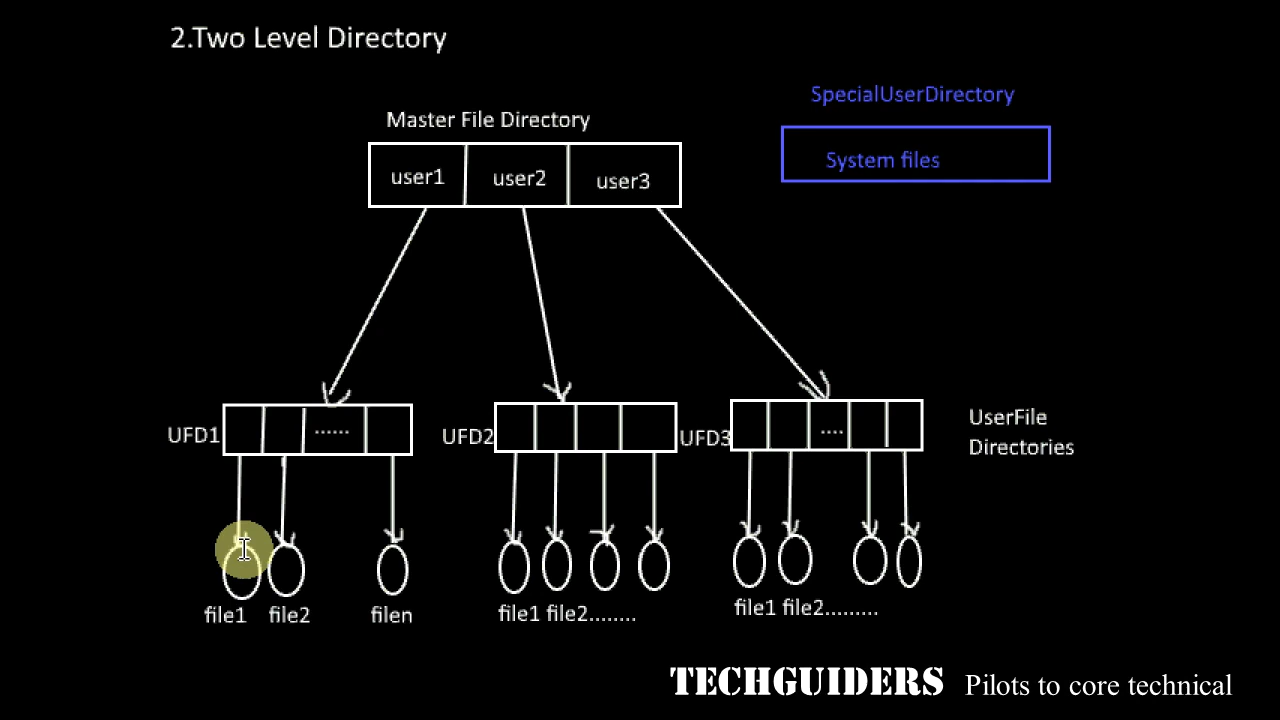 2.Two Level Directory
SpecialUserDirectory
Master File Directory
System files
user1 user2 user3
UserFile
Directories
UFD1 ...... UFD2 UFD3 ....
file1 file2 filen file1 file2........ file1 file2.........
TECHGUIDERS Pilots to core technical